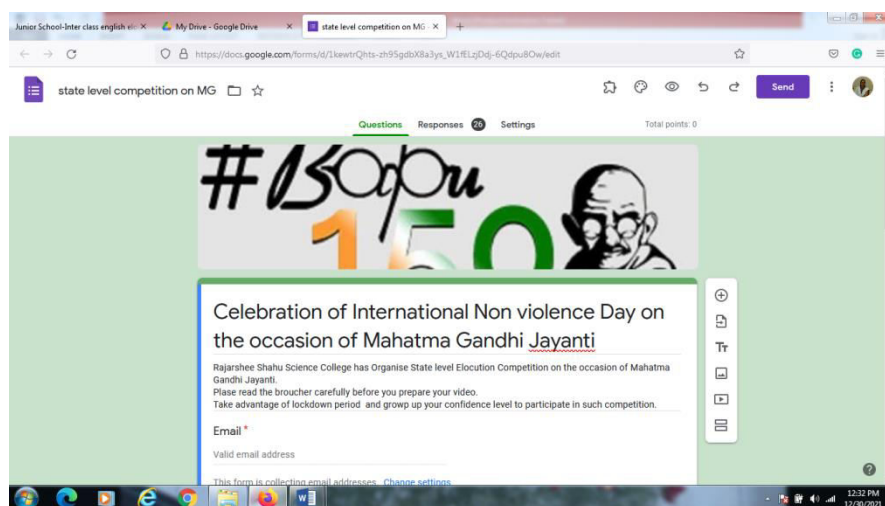 Junior School-Inter class english elc
My Drive - Google Drive
state level competition on MG -
https://docs.google.com/forms/d/1kewtrQhts-zh95gdbX8a3ys_W1fELzjDdj-6Qdpu8Ow/edit
state level competition on MG
Send
Questions Responses 26 Settings
Total points: 0
#Bapu
150
Celebration of International Non violence Day on
the occasion of Mahatma Gandhi Jayanti
Rajarshee Shahu Science College has Organise State level Elocution Competition on the occasion of Mahatma
Gandhi Jayanti.
Plase read the broucher carefully before you prepare your video.
Take advantage of lockdown period and growp up your confidence level to participate in such competition.
Email *
Valid email address
This form is collecting email addresses. Change settings
12:32 PM
12/30/2021